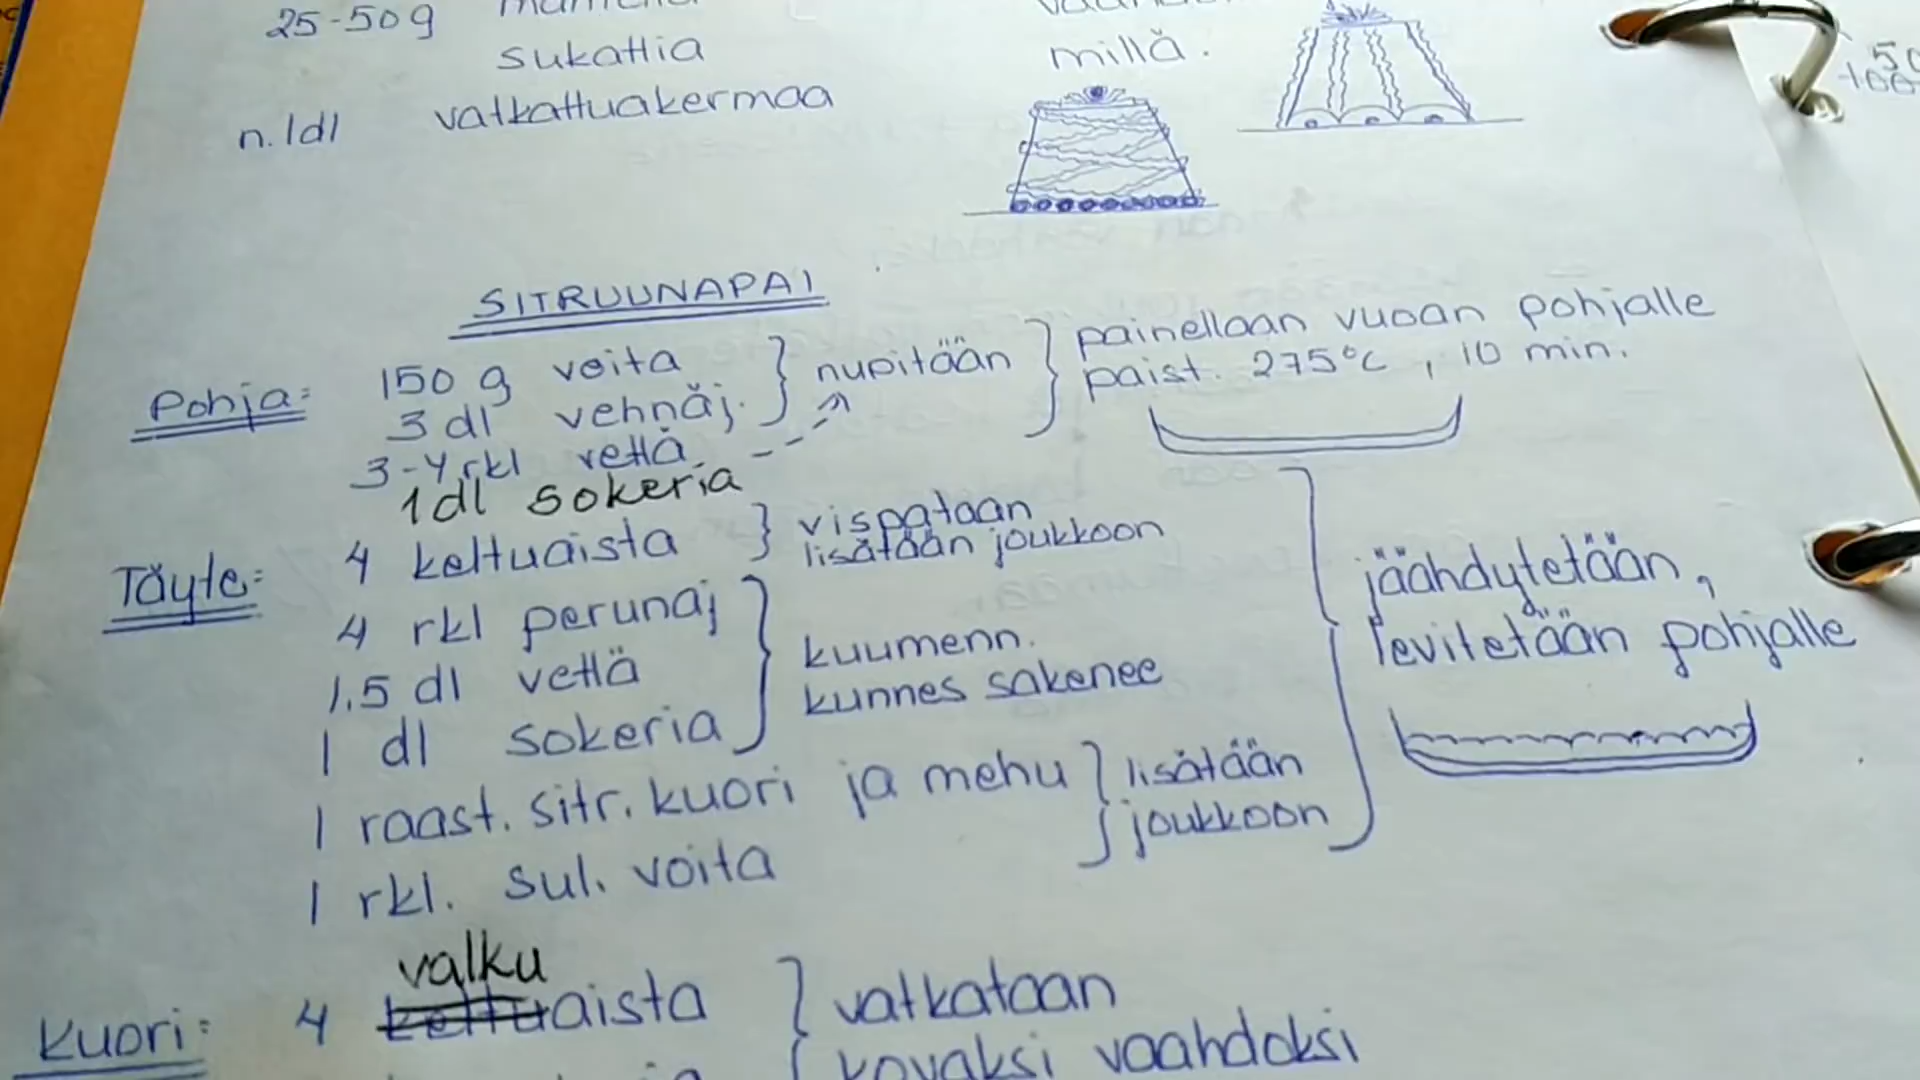 25-50g
sukattia
millä.
n. 1dl vatkattuakermaa
SITRUUNAPAI
Pohja: 150 g voita
3 dl vehnäj.
nupitään
painellaan vuoan pohjalle
paist. 275°C, 10 min.
3-4 rkl vettä
1dl sokeria
Täyte: 4 keltuaista
vispataan
lisätään joukkoon
4 rkl perunaj
1,5 dl vettä
1 dl sokeria
kuumenn.
kunnes sakenee
jäähdytetään,
levitetään pohjalle
1 raast. sitr. kuori ja mehu
1 rkl. sul. voita
lisätään
joukkoon
valku
Kuori: 4 keltuaista
vatkataan
kovaksi vaahdoksi